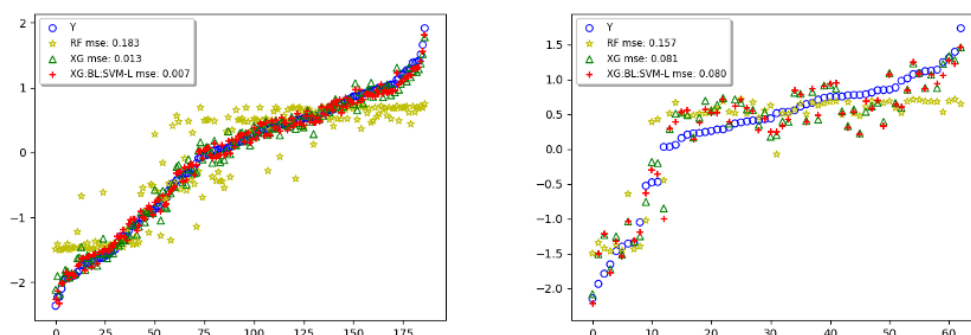 Y
RF mse: 0.183
XG mse: 0.013
XG:BL:SVM-L mse: 0.007
2
1
0
−1
−2
0 25 50 75 100 125 150 175
Y
RF mse: 0.157
XG mse: 0.081
XG:BL:SVM-L mse: 0.080
1.5
1.0
0.5
0.0
−0.5
−1.0
−1.5
−2.0
0 10 20 30 40 50 60